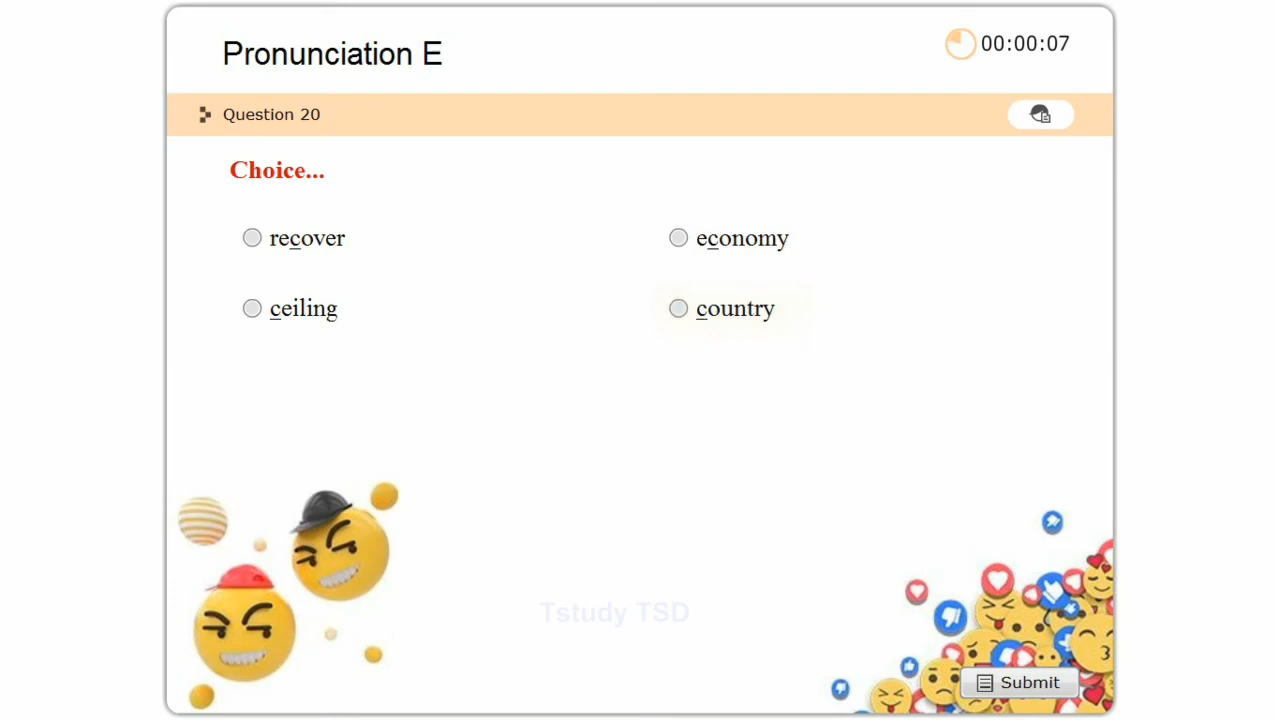 Pronunciation E
00:00:07
Question 20
Choice...
recover
economy
ceiling
country
Tstudy TSD
Submit